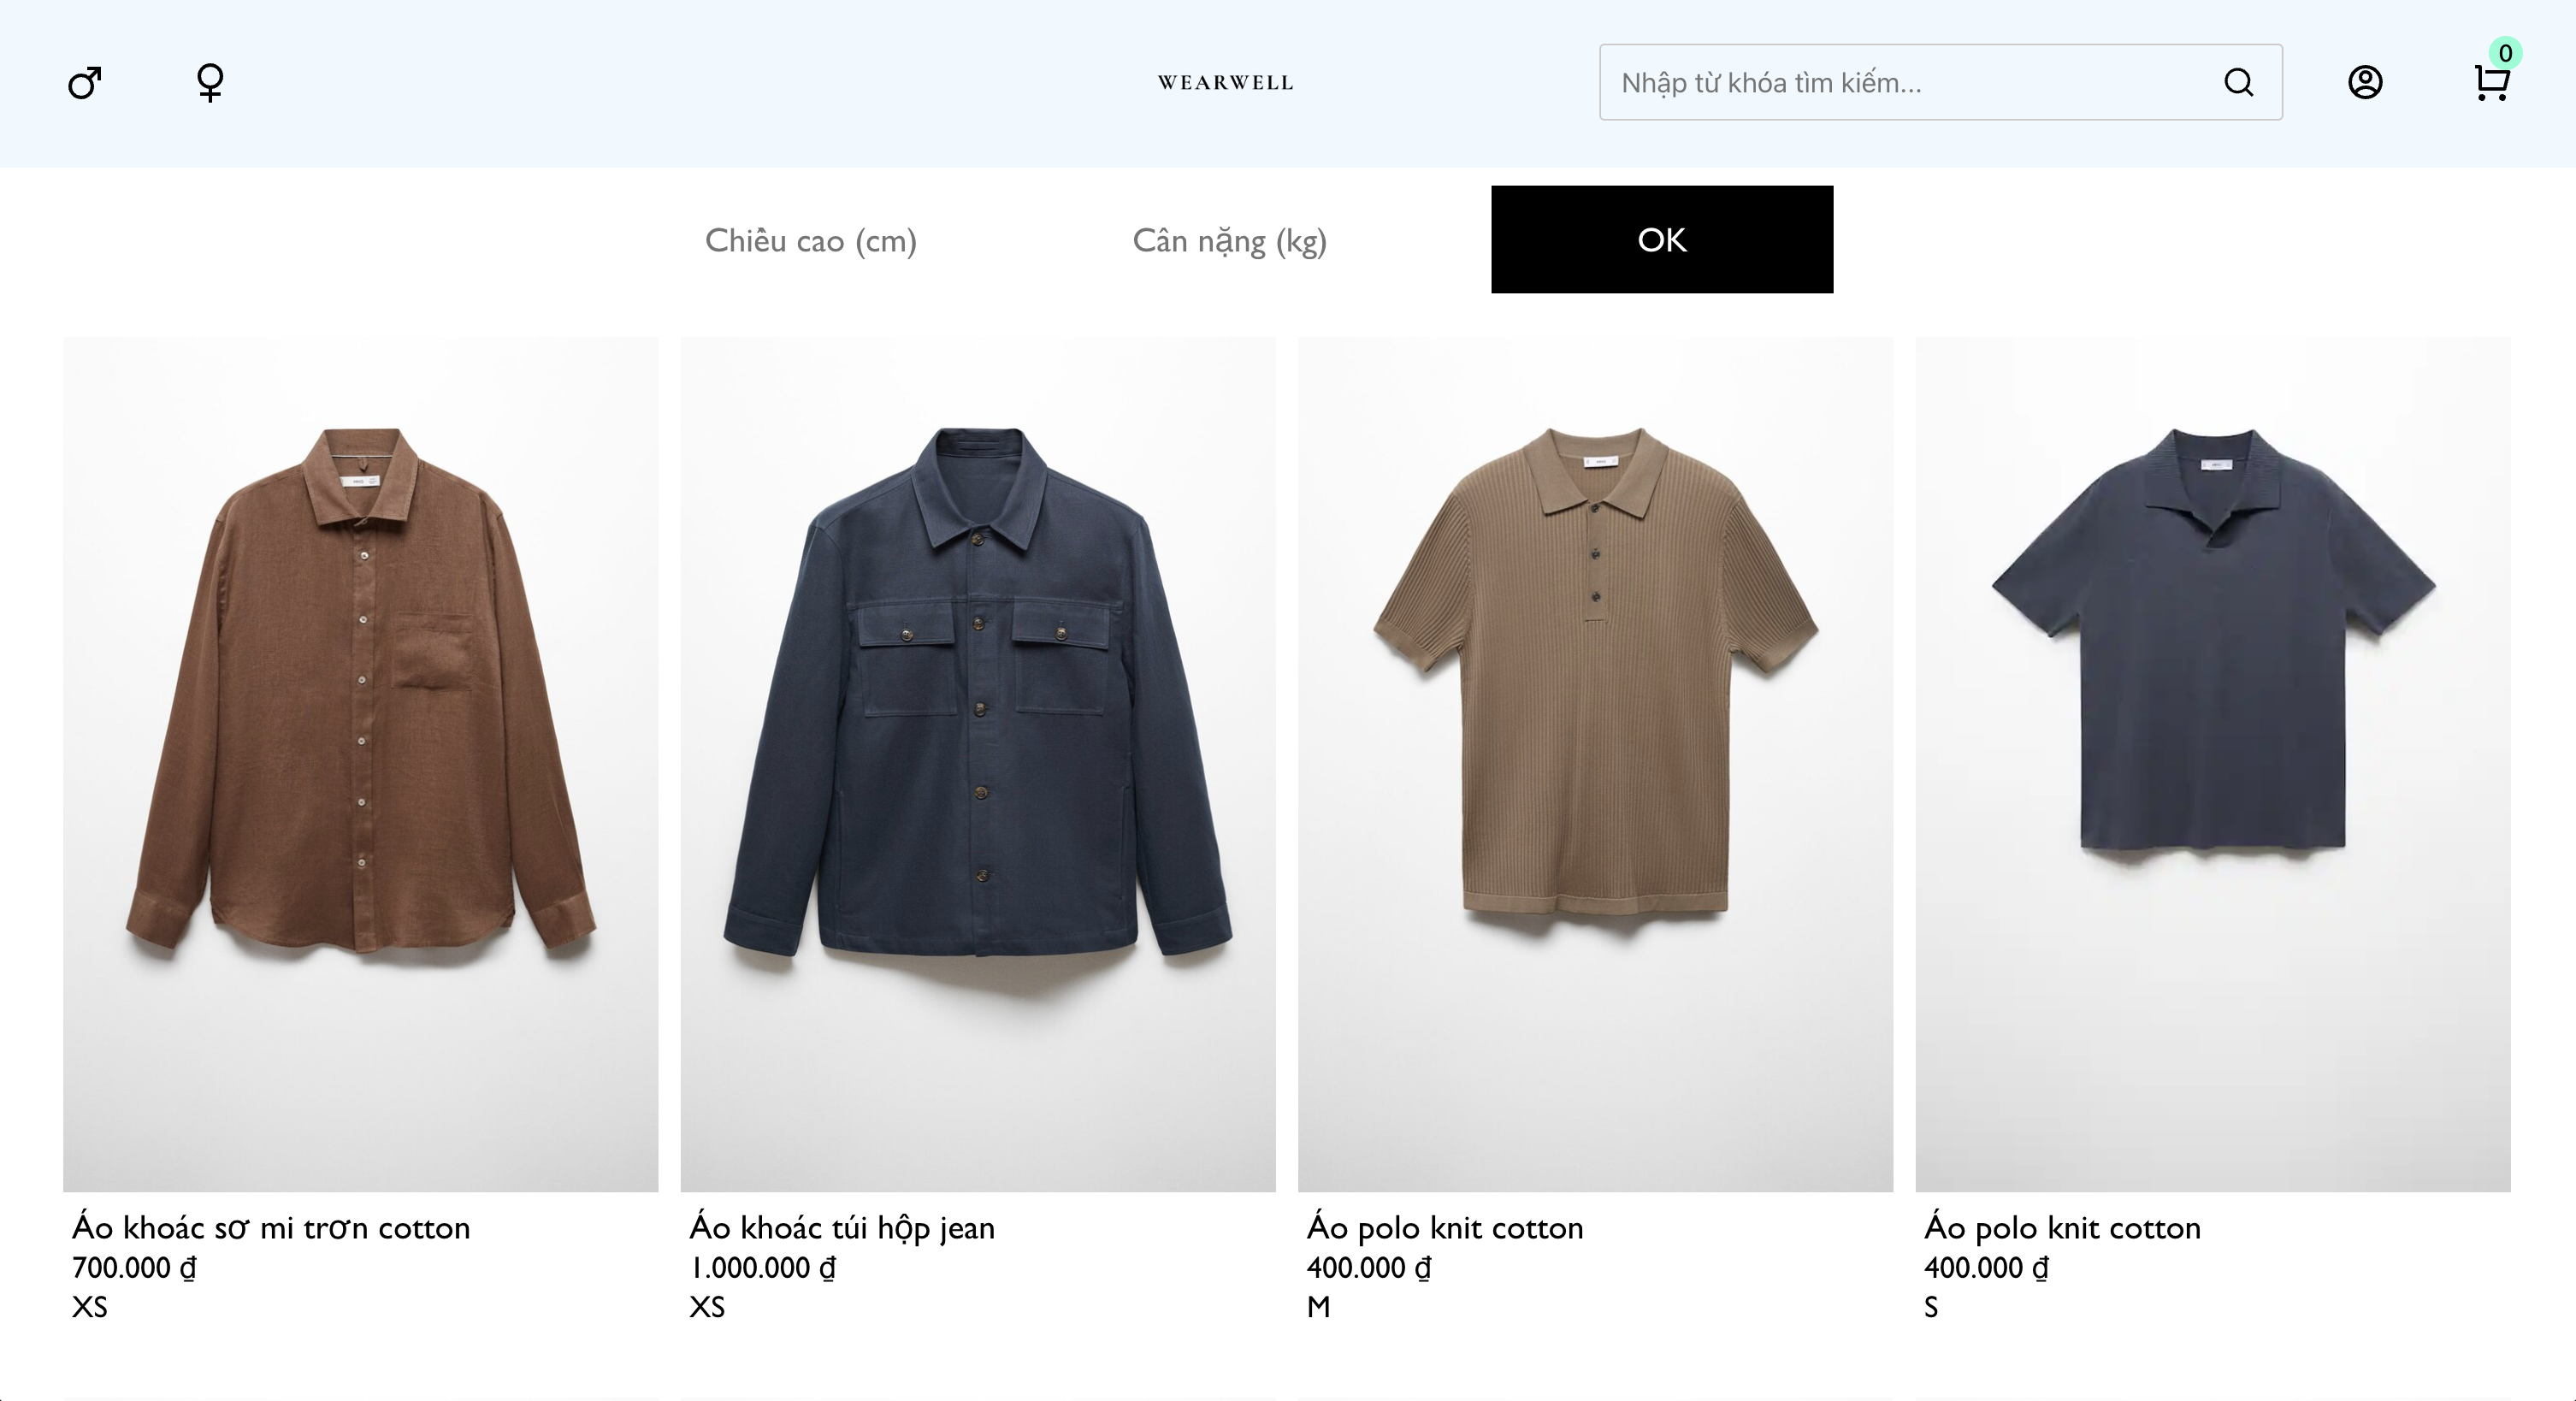 WEARWELL
Nhập từ khóa tìm kiếm...
0
Chiều cao (cm)
Cân nặng (kg)
OK
Áo khoác sơ mi trơn cotton
700.000 ₫
XS
Áo khoác túi hộp jean
1.000.000 ₫
XS
Áo polo knit cotton
400.000 ₫
M
Áo polo knit cotton
400.000 ₫
S